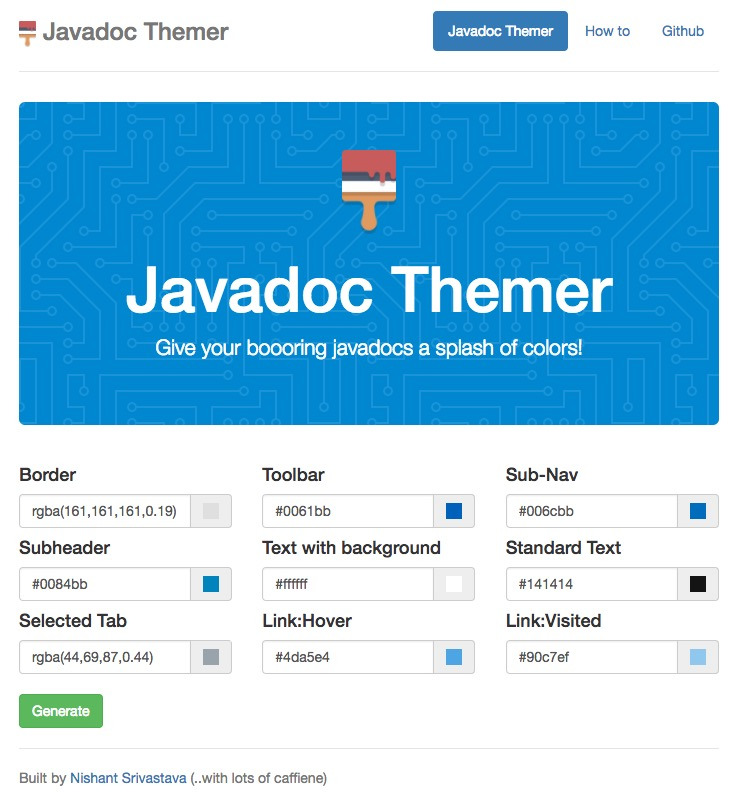 Javadoc Themer
Javadoc Themer How to Github
Javadoc Themer
Give your boooring javadocs a splash of colors!
Border Toolbar Sub-Nav
rgba(161,161,161,0.19) #0061bb #006cbb
Subheader Text with background Standard Text
#0084bb #ffffff #141414
Selected Tab Link:Hover Link:Visited
rgba(44,69,87,0.44) #4da5e4 #90c7ef
Generate
Built by Nishant Srivastava (..with lots of caffiene)